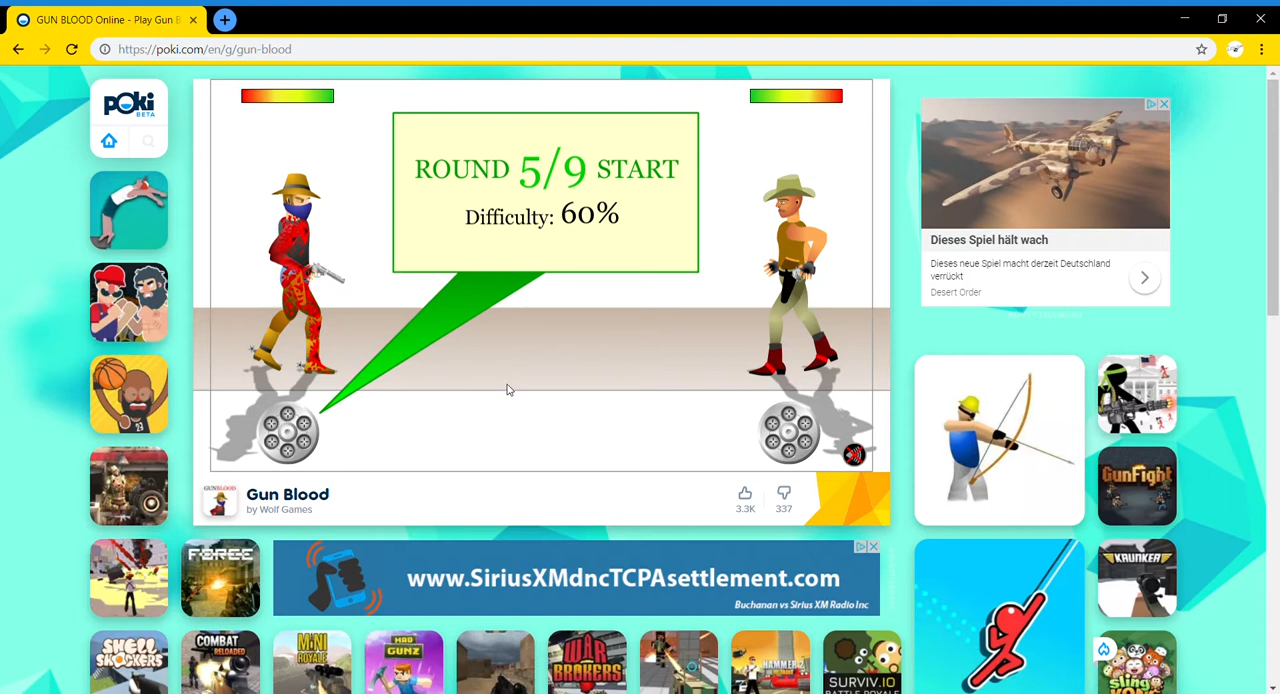 GUN BLOOD Online - Play Gun B
https://poki.com/en/g/gun-blood
POKI
BETA
ROUND 5/9 START
Difficulty: 60%
GUNBLOOD
Gun Blood
by Wolf Games
3.3K
337
Dieses Spiel hält wach
Dieses neue Spiel macht derzeit Deutschland
verrückt
Desert Order
GunFight
23
FORCE
www.SiriusXMdncTCPAsettlement.com
Buchanan vs Sirius XM Radio Inc
KRUNKER
SHELL
SHOCKERS
COMBAT
RELOADED
MiNi
ROYALE
MAD
GUNZ
WAR
BROKERS
HAMMER 2
SURVIV.IO
BATTLE ROYALE